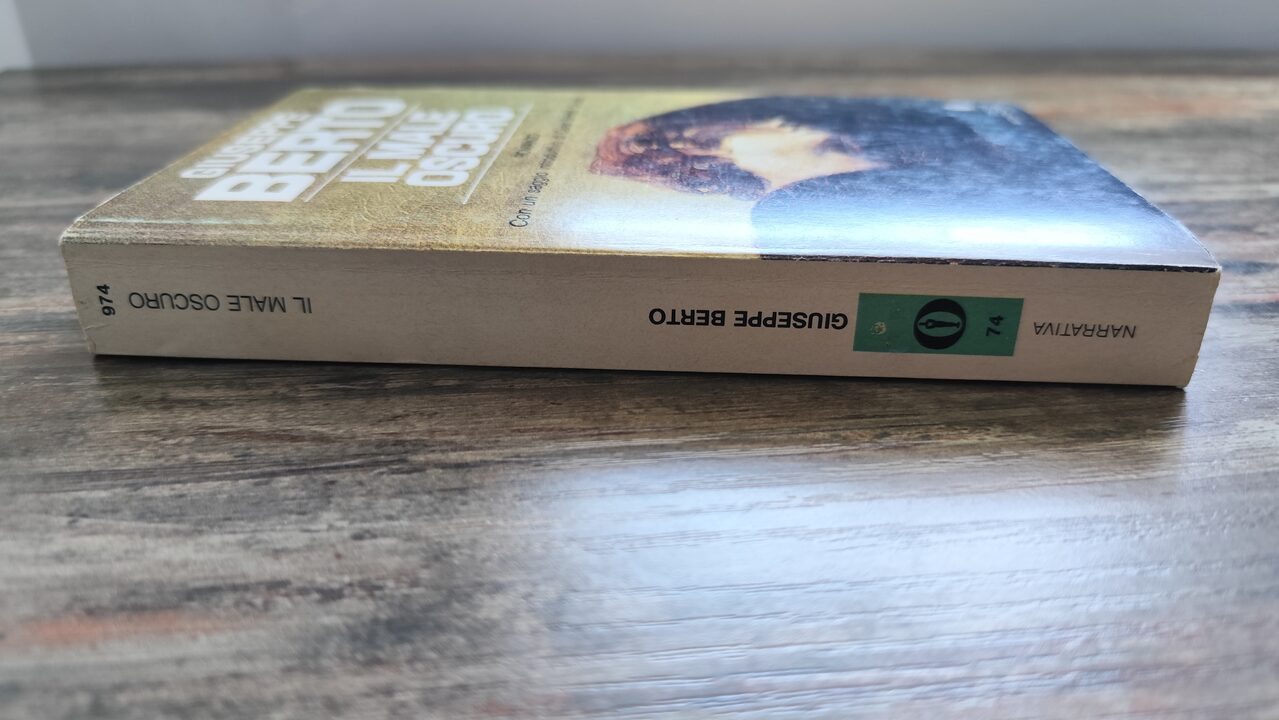 GIUSEPPE
BERTO
IL MALE
OSCURO
Con un saggio
NARRATIVA
74
GIUSEPPE BERTO
IL MALE OSCURO
974